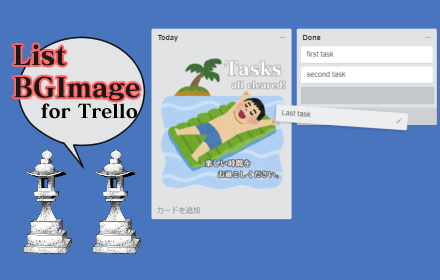 List
BGImage
for Trello
Today
Tasks
all cleared!
楽しい時間を
お過ごしください。
カードを追加
Done
first task
second task
Last task